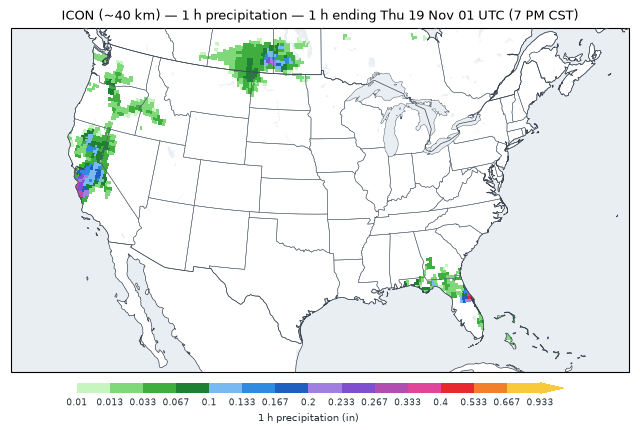 ICON (~40 km) — 1 h precipitation — 1 h ending Thu 19 Nov 01 UTC (7 PM CST)
0.01 0.013 0.033 0.067 0.1 0.133 0.167 0.2 0.233 0.267 0.333 0.4 0.533 0.667 0.933
1 h precipitation (in)